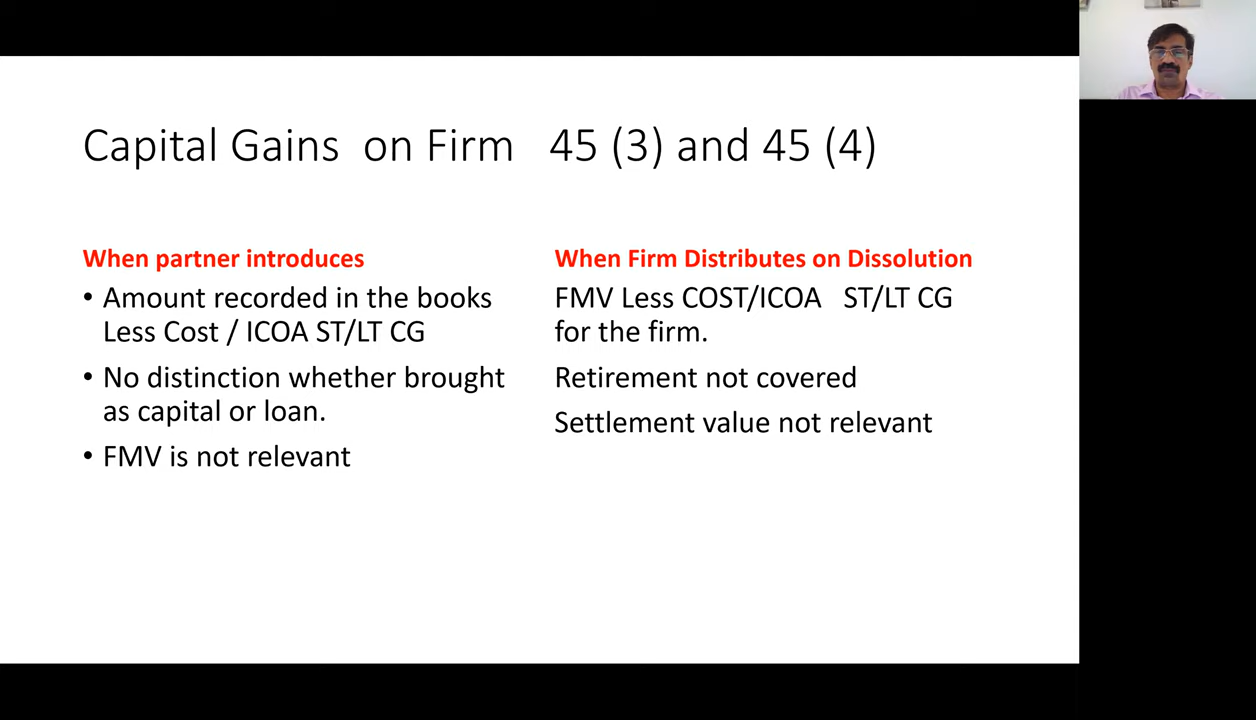 Capital Gains on Firm 45 (3) and 45 (4)
When partner introduces
• Amount recorded in the books
Less Cost / ICOA ST/LT CG
• No distinction whether brought
as capital or loan.
• FMV is not relevant
When Firm Distributes on Dissolution
FMV Less COST/ICOA ST/LT CG
for the firm.
Retirement not covered
Settlement value not relevant